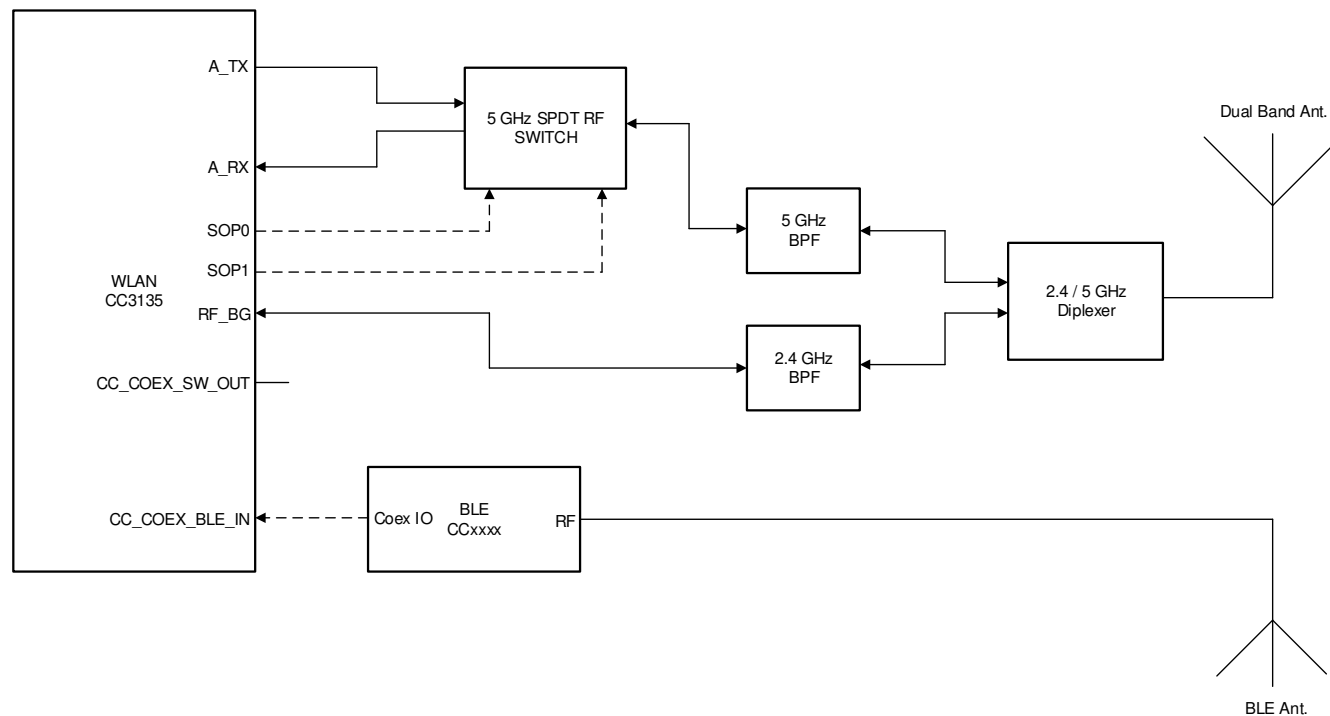 A_TX
A_RX
SOP0
SOP1
WLAN
CC3135
RF_BG
CC_COEX_SW_OUT
CC_COEX_BLE_IN
5 GHz SPDT RF
SWITCH
5 GHz
BPF
2.4 GHz
BPF
2.4 / 5 GHz
Diplexer
Dual Band Ant.
Coex IO
BLE
CCxxxx
RF
BLE Ant.